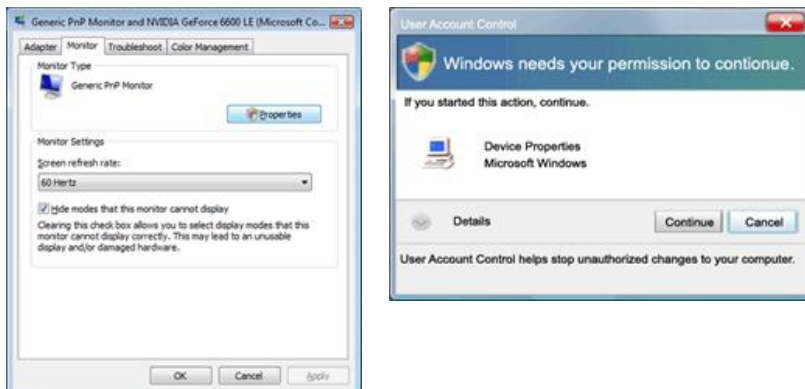 Generic PnP Monitor and NVIDIA GeForce 6600 LE (Microsoft Co...
Adapter Monitor Troubleshoot Color Management
Monitor Type
Generic PnP Monitor
Properties
Monitor Settings
Screen refresh rate:
60 Hertz
Hide modes that this monitor cannot display
Clearing this check box allows you to select display modes that this
monitor cannot display correctly. This may lead to an unusable
display and/or damaged hardware.
OK Cancel Apply
User Account Control
Windows needs your permission to contionue.
If you started this action, continue.
Device Properties
Microsoft Windows
Details Continue Cancel
User Account Control helps stop unauthorized changes to your computer.